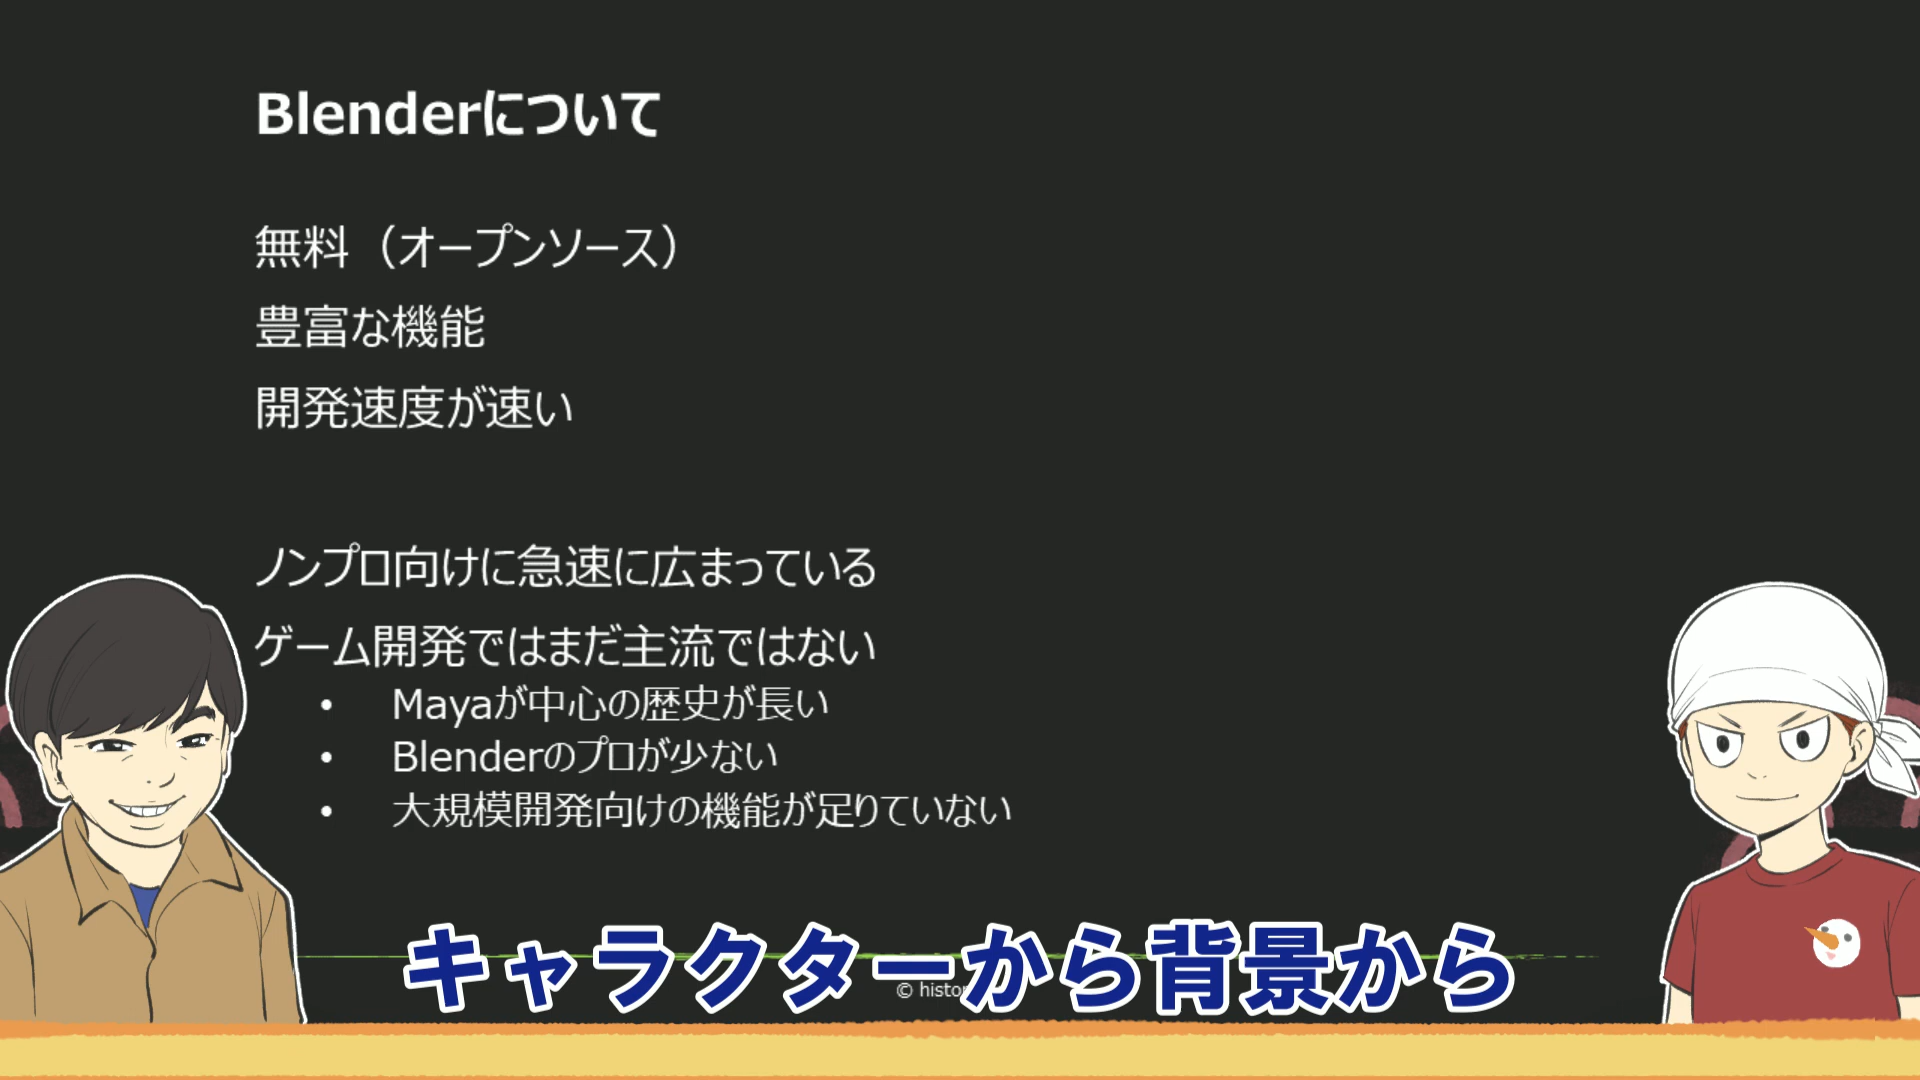 Blenderについて
無料（オープンソース）
豊富な機能
開発速度が速い
ノンプロ向けに急速に広まっている
ゲーム開発ではまだ主流ではない
• Mayaが中心の歴史が長い
• Blenderのプロが少ない
• 大規模開発向けの機能が足りていない
キャラクターから背景から
©